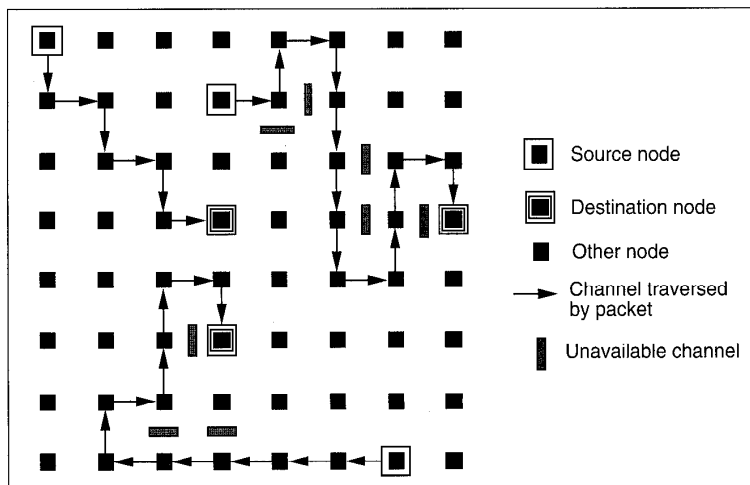 Source node
Destination node
Other node
Channel traversed
by packet
Unavailable channel